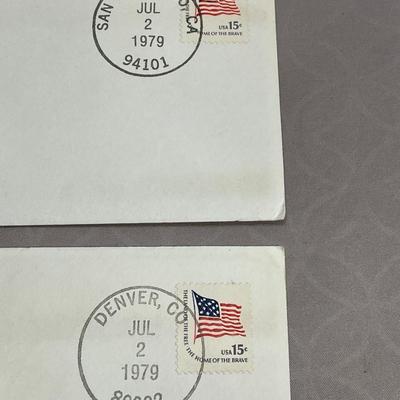 SAN CA
JUL
2
1979
94101
USA 15c
HOME OF THE BRAVE
DENVER, CO
JUL
2
1979
THE LAND OF THE FREE, THE HOME OF THE BRAVE
USA 15c